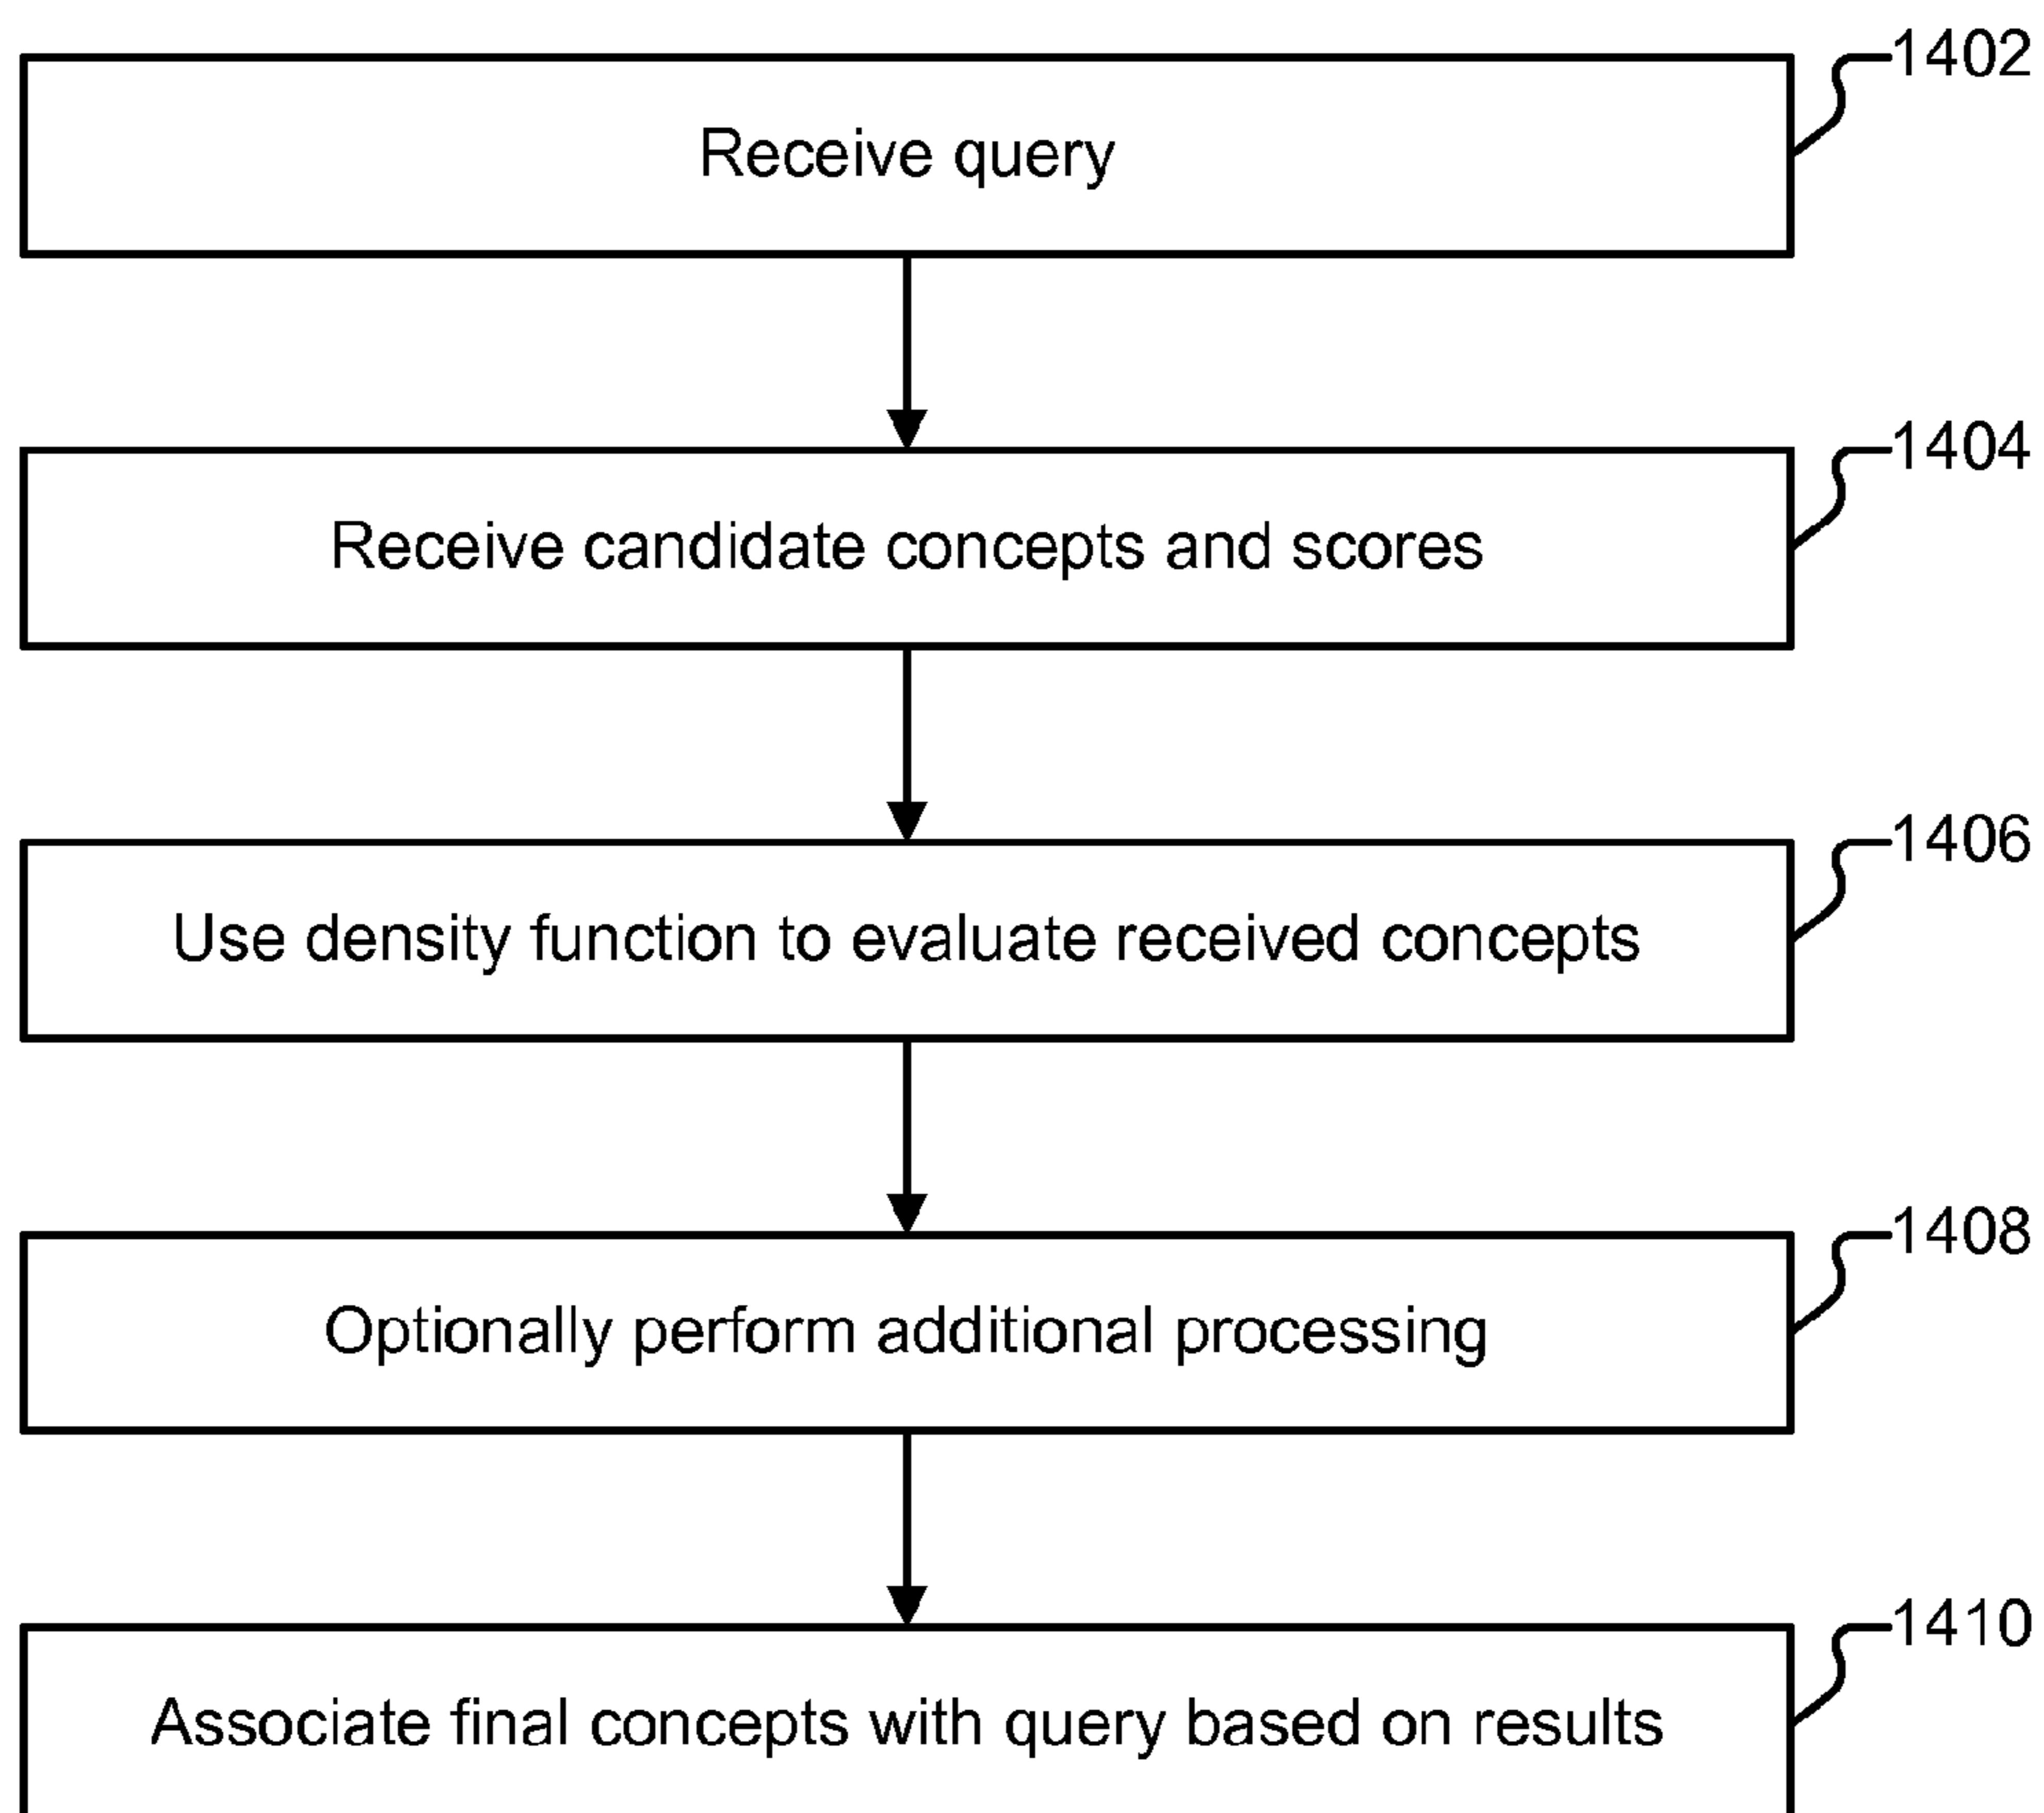 1402
Receive query
1404
Receive candidate concepts and scores
1406
Use density function to evaluate received concepts
1408
Optionally perform additional processing
1410
Associate final concepts with query based on results